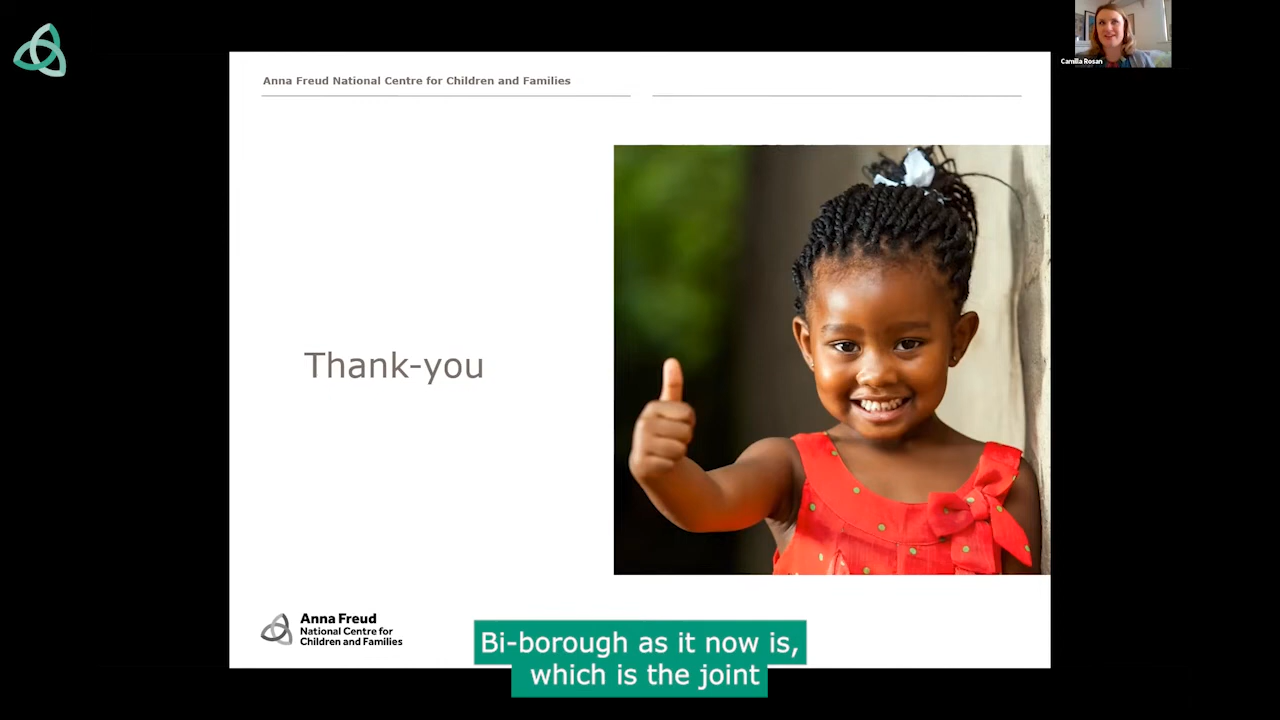 Camilla Rosan
Anna Freud National Centre for Children and Families
Thank-you
Anna Freud
National Centre for
Children and Families
Bi-borough as it now is,
which is the joint